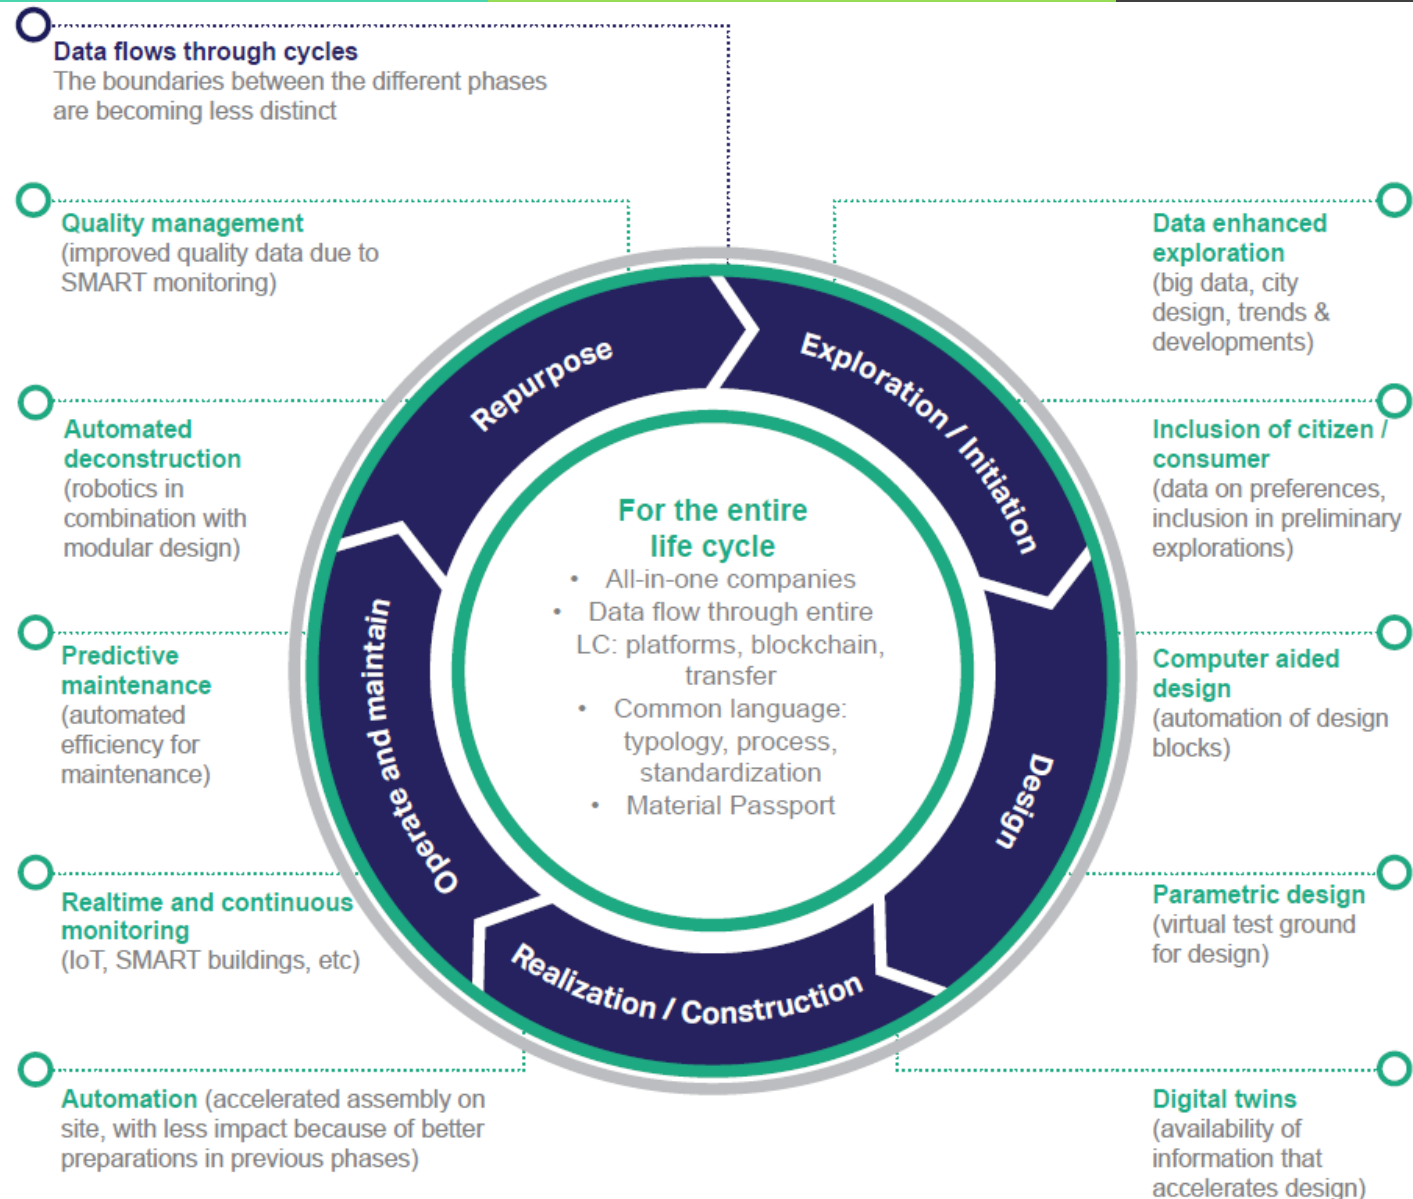 Data flows through cycles
The boundaries between the different phases
are becoming less distinct
Quality management
(improved quality data due to
SMART monitoring)
Automated
deconstruction
(robotics in
combination with
modular design)
Predictive
maintenance
(automated
efficiency for
maintenance)
Realtime and continuous
monitoring
(IoT, SMART buildings, etc)
Automation (accelerated assembly on
site, with less impact because of better
preparations in previous phases)
Repurpose
Exploration / Initiation
Design
Realization / Construction
Operate and maintain
For the entire
life cycle
• All-in-one companies
• Data flow through entire
LC: platforms, blockchain,
transfer
• Common language:
typology, process,
standardization
• Material Passport
Data enhanced
exploration
(big data, city
design, trends &
developments)
Inclusion of citizen /
consumer
(data on preferences,
inclusion in preliminary
explorations)
Computer aided
design
(automation of design
blocks)
Parametric design
(virtual test ground
for design)
Digital twins
(availability of
information that
accelerates design)